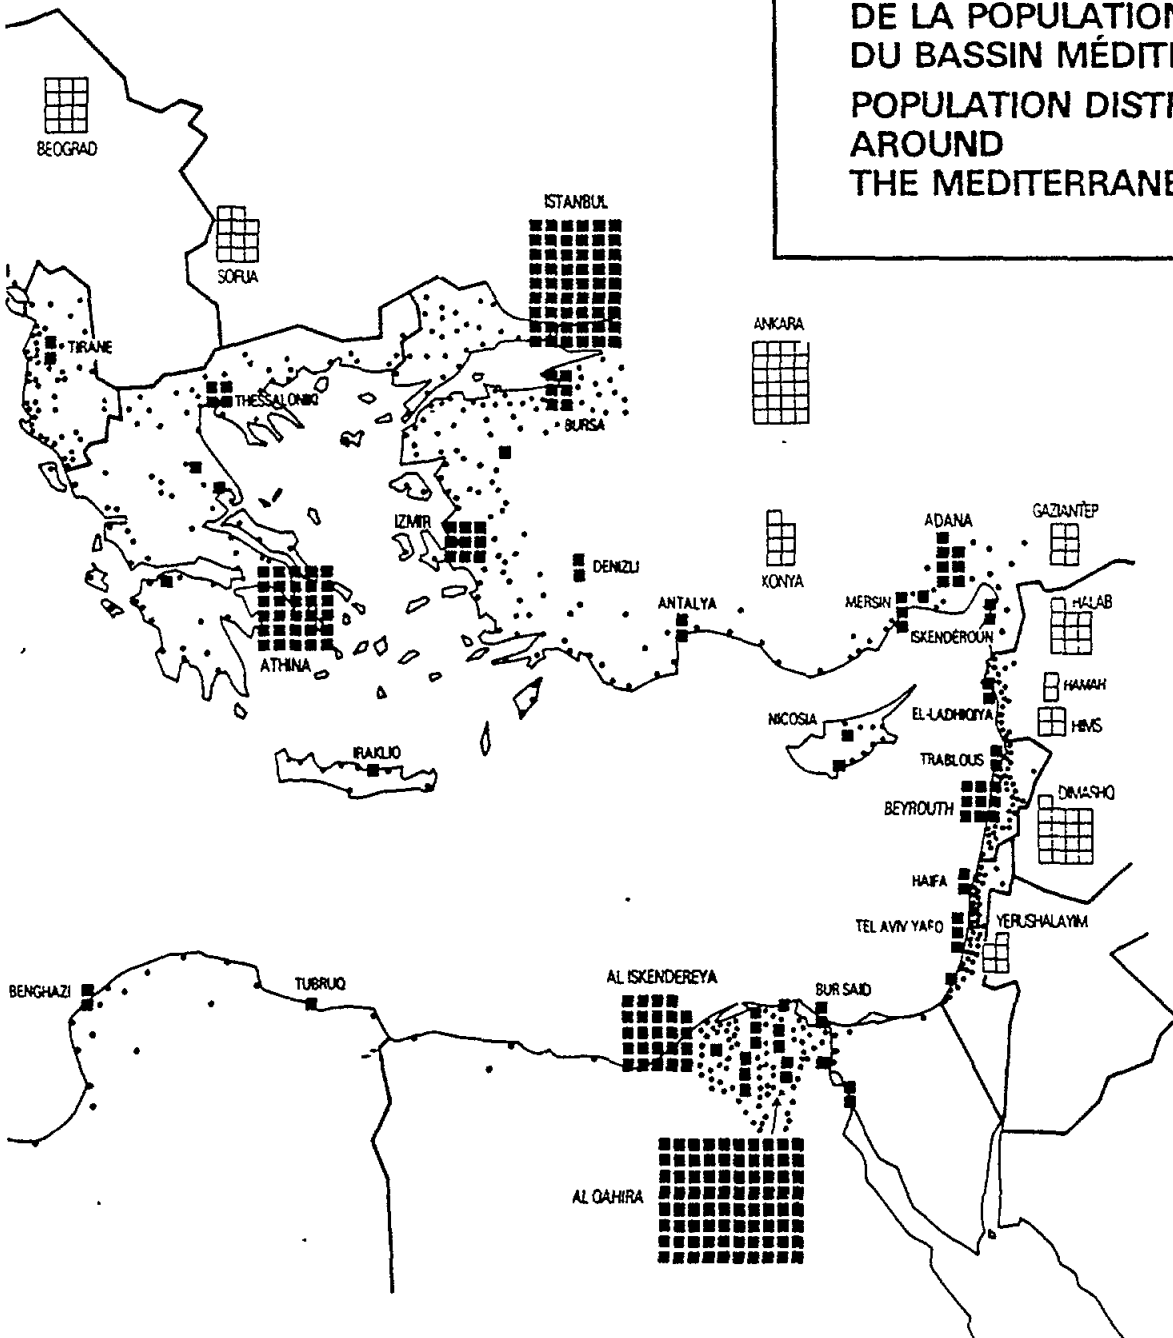 DE LA POPULATION
DU BASSIN MÉDIT
POPULATION DIST
AROUND
THE MEDITERRANE
BEOGRAD
ISTANBUL
SOFIJA
ANKARA
TIRANE
THESSALONIKI
BURSA
GAZIANTEP
IZMIR
ADANA
DENIZLI
KONYA
ANTALYA
MERSIN
HALAB
ISKENDEROUN
ATHINA
HAMAH
NICOSIA
EL-LADHIQIYA
HIMS
IRAKLIO
TRABLOUS
DIMASHQ
BEYROUTH
HAIFA
TEL AVIV YAFO
YERUSHALAYIM
BENGHAZI
TUBRUQ
AL ISKENDEREYA
BUR SAID
AL QAHIRA